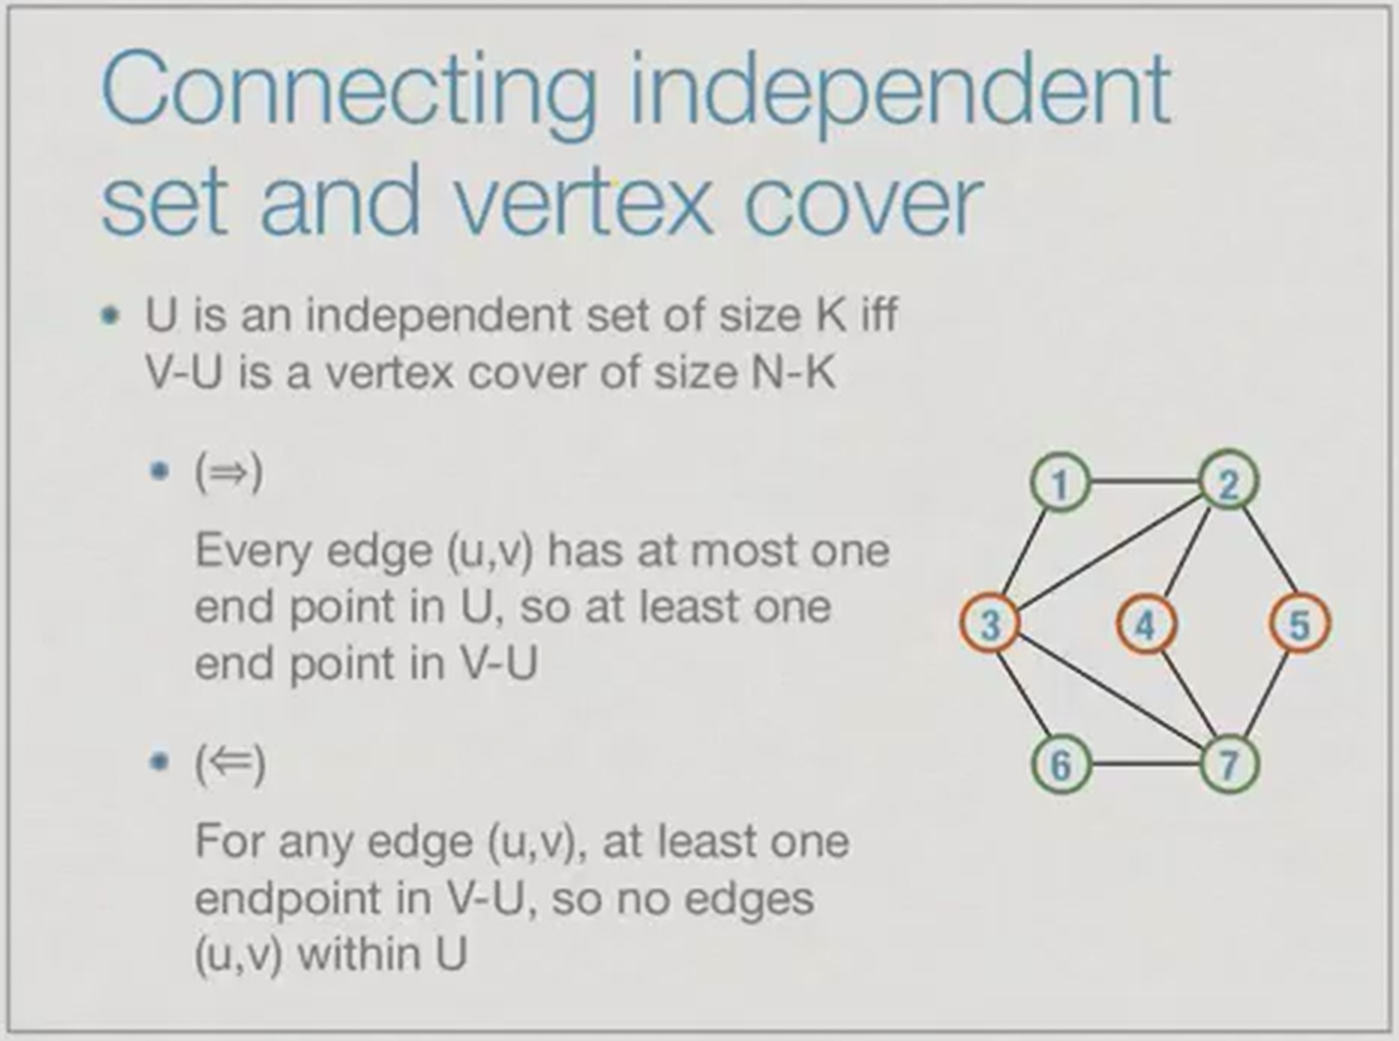 Connecting independent
set and vertex cover
• U is an independent set of size K iff
V-U is a vertex cover of size N-K
• (⇒)
Every edge (u,v) has at most one
end point in U, so at least one
end point in V-U
• (⇐)
For any edge (u,v), at least one
endpoint in V-U, so no edges
(u,v) within U
1 2
3 4 5
6 7